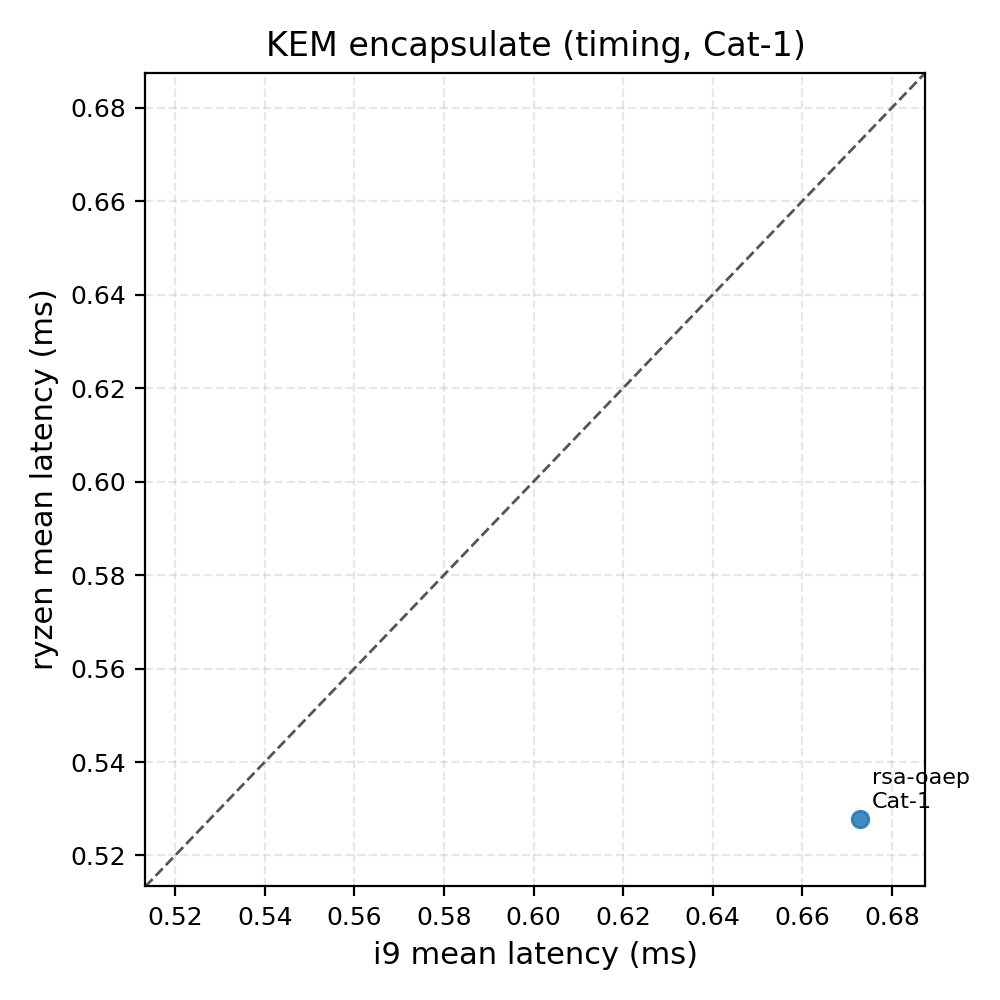 KEM encapsulate (timing, Cat-1)
ryzen mean latency (ms)
0.68
0.66
0.64
0.62
0.60
0.58
0.56
0.54
0.52
rsa-oaep
Cat-1
0.52 0.54 0.56 0.58 0.60 0.62 0.64 0.66 0.68
i9 mean latency (ms)